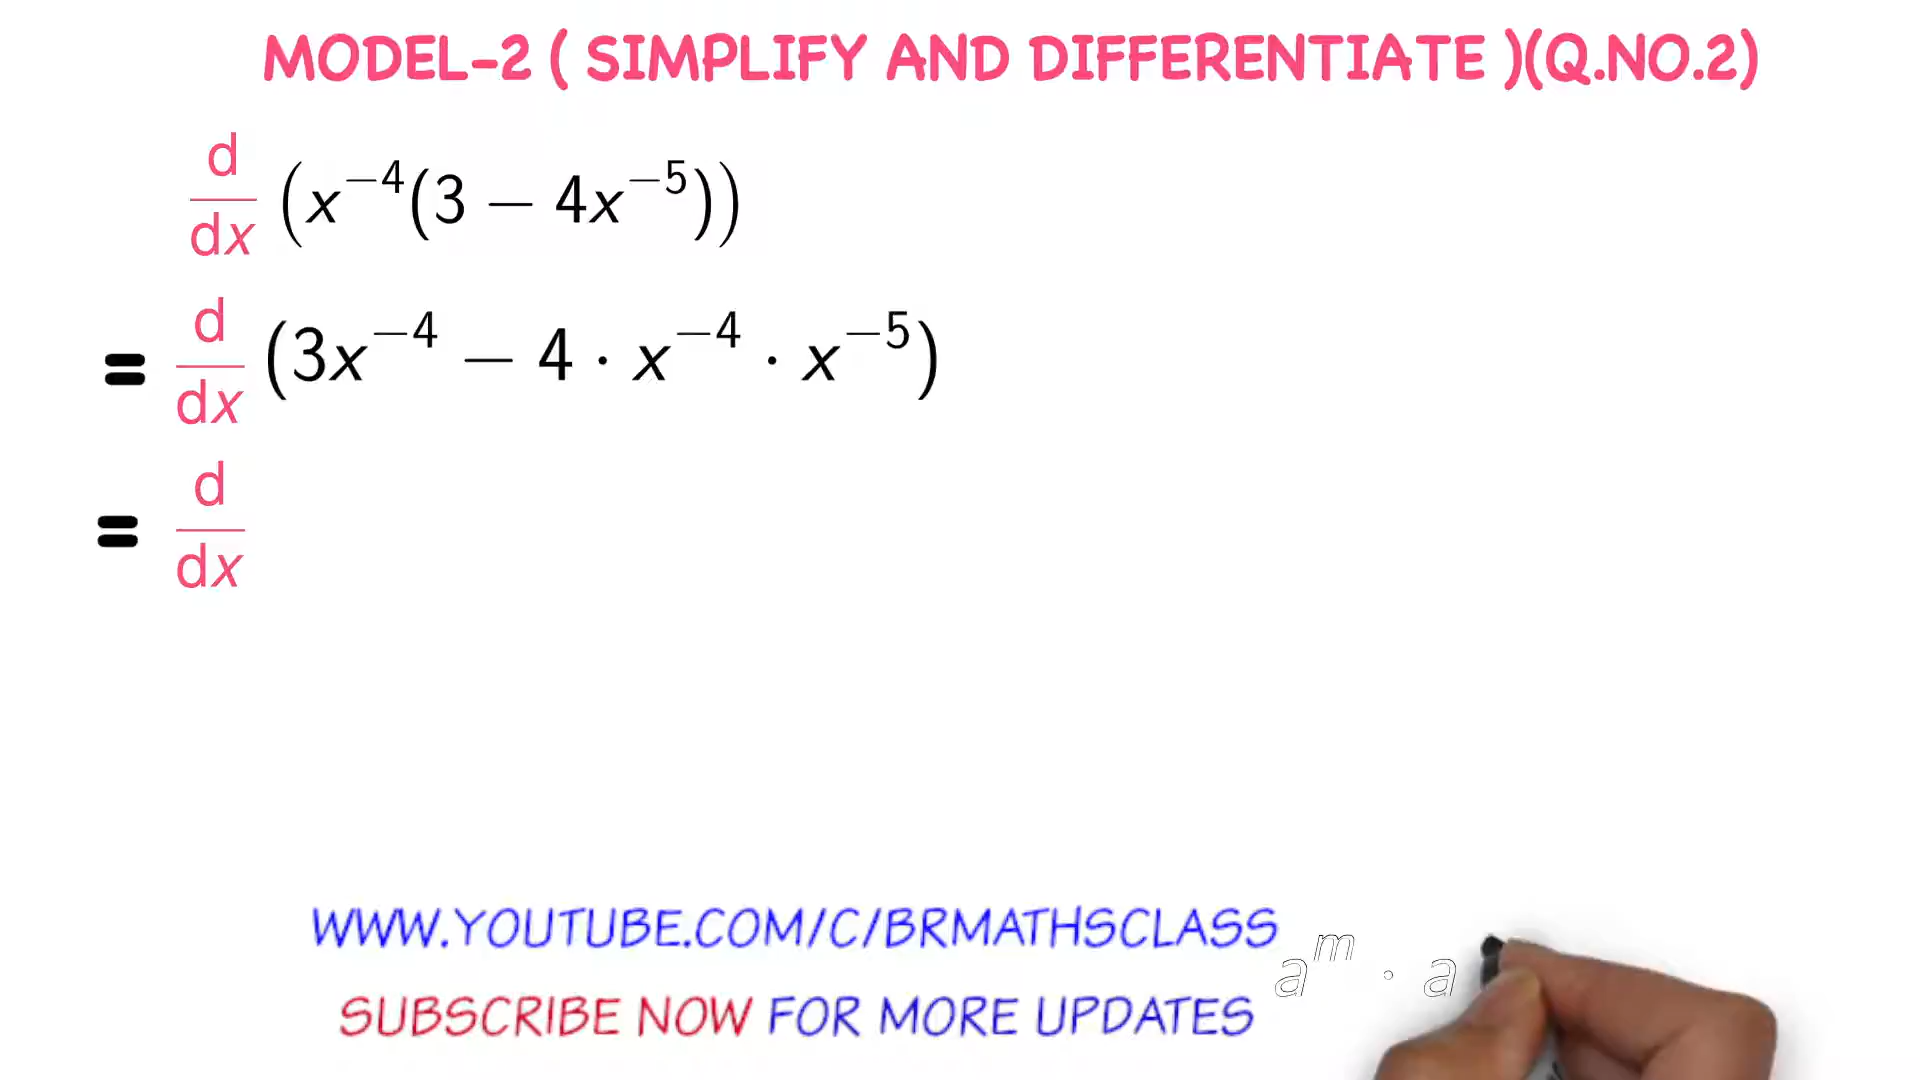 MODEL-2 ( SIMPLIFY AND DIFFERENTIATE )(Q.NO.2)
d/dx (x⁻⁴(3 − 4x⁻⁵))
= d/dx (3x⁻⁴ − 4 · x⁻⁴ · x⁻⁵)
= d/dx
WWW.YOUTUBE.COM/C/BRMATHSCLASS
aᵐ · a
SUBSCRIBE NOW FOR MORE UPDATES